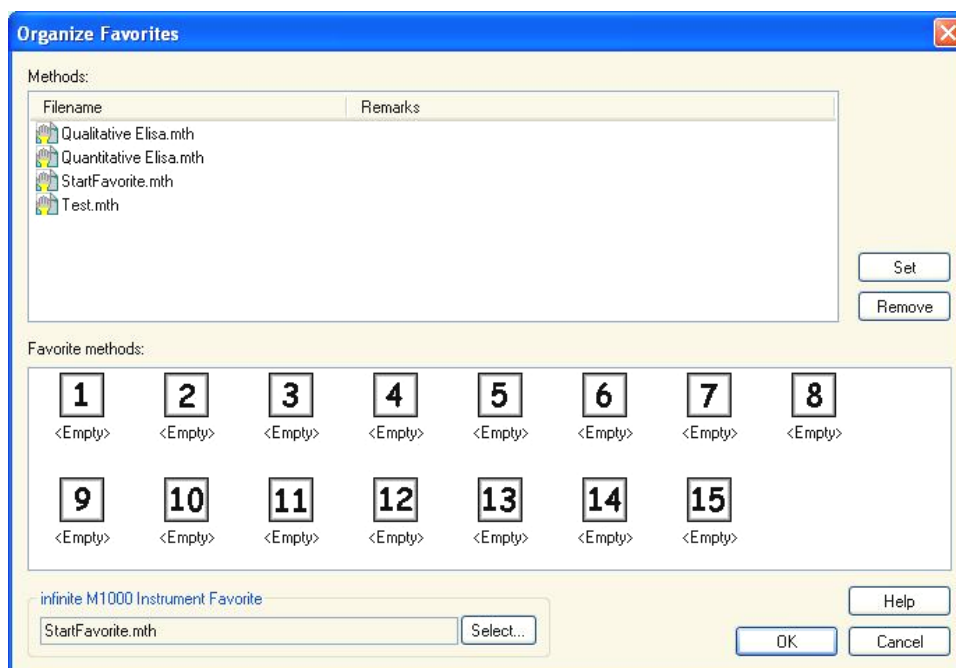 Organize Favorites
Methods:
Filename Remarks
Qualitative Elisa.mth
Quantitative Elisa.mth
StartFavorite.mth
Test.mth
Set
Remove
Favorite methods:
1 2 3 4 5 6 7 8
<Empty> <Empty> <Empty> <Empty> <Empty> <Empty> <Empty> <Empty>
9 10 11 12 13 14 15
<Empty> <Empty> <Empty> <Empty> <Empty> <Empty> <Empty>
infinite M1000 Instrument Favorite
Help
StartFavorite.mth Select...
OK Cancel